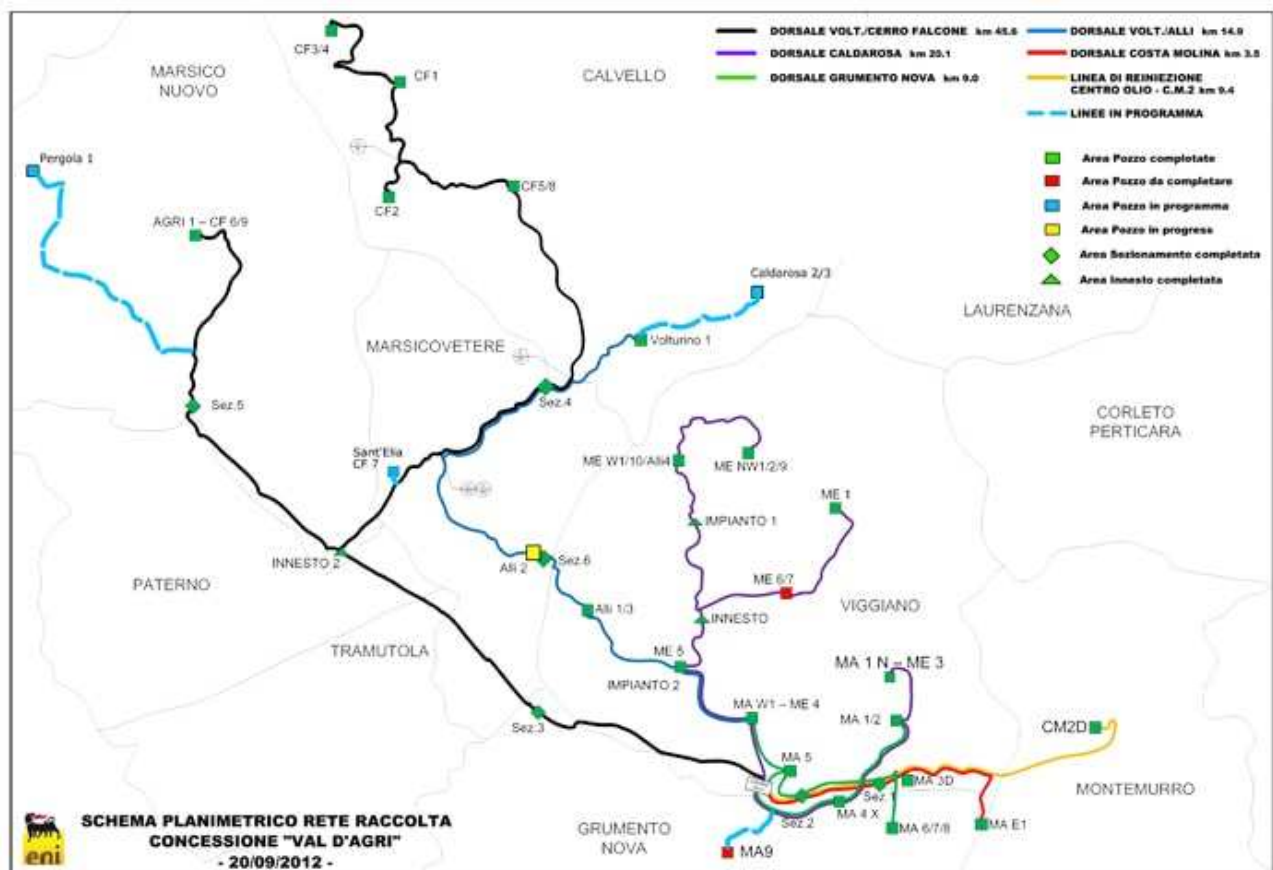 DORSALE VOLT./CERRO FALCONE km 45.6
DORSALE CALDAROSA km 20.1
DORSALE GRUMENTO NOVA km 9.0
DORSALE VOLT./ALLI km 14.9
DORSALE COSTA MOLINA km 3.5
LINEA DI REINIEZIONE
CENTRO OLIO - C.M.2 km 9.4
LINEE IN PROGRAMMA
Area Pozzo completate
Area Pozzo da completare
Area Pozzo in programma
Area Pozzo in progress
Area Sezionamento completata
Area Innesto completata
CF3/4
MARSICO
NUOVO
CF1
CALVELLO
Pergola 1
CF5/8
CF2
AGRI 1 – CF 6/9
Caldarosa 2/3
LAURENZANA
MARSICOVETERE
Volturino 1
Sez.4
Sez.5
CORLETO
PERTICARA
Sant'Elia
CF 7
ME W1/10/Alli4
ME NW1/2/9
ME 1
IMPIANTO 1
INNESTO 2
Alli 2
Sez.6
PATERNO
ME 6/7
Alli 1/3
INNESTO
VIGGIANO
TRAMUTOLA
ME 5
IMPIANTO 2
MA 1 N – ME 3
MA W1 – ME 4
MA 1/2
CM2D
Sez.3
MA 5
MA 3D
Sez.1
MONTEMURRO
Sez.2
MA 4 X
MA 6/7/8
MA E1
GRUMENTO
NOVA
MA9
eni
SCHEMA PLANIMETRICO RETE RACCOLTA
CONCESSIONE "VAL D'AGRI"
- 20/09/2012 -